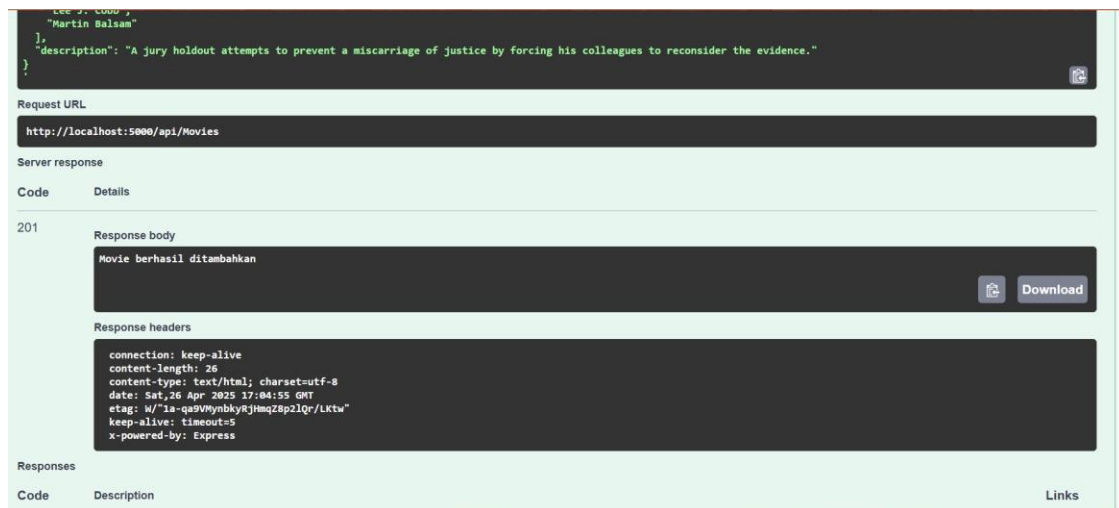 "Lee J. Cobb",
"Martin Balsam"
],
"description": "A jury holdout attempts to prevent a miscarriage of justice by forcing his colleagues to reconsider the evidence."
}
'
Request URL
http://localhost:5000/api/Movies
Server response
Code Details
201
Response body
Movie berhasil ditambahkan
Download
Response headers
connection: keep-alive
content-length: 26
content-type: text/html; charset=utf-8
date: Sat,26 Apr 2025 17:04:55 GMT
etag: W/"1a-qa9VMynbkyRjHmqZ8p2lQr/LKtw"
keep-alive: timeout=5
x-powered-by: Express
Responses
Code Description Links